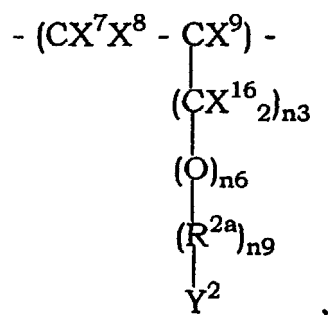 - (CX⁷X⁸ - CX⁹) -
(CX¹⁶₂)ₙ₃
(O)ₙ₆
(R²ᵃ)ₙ₉
Y²
,